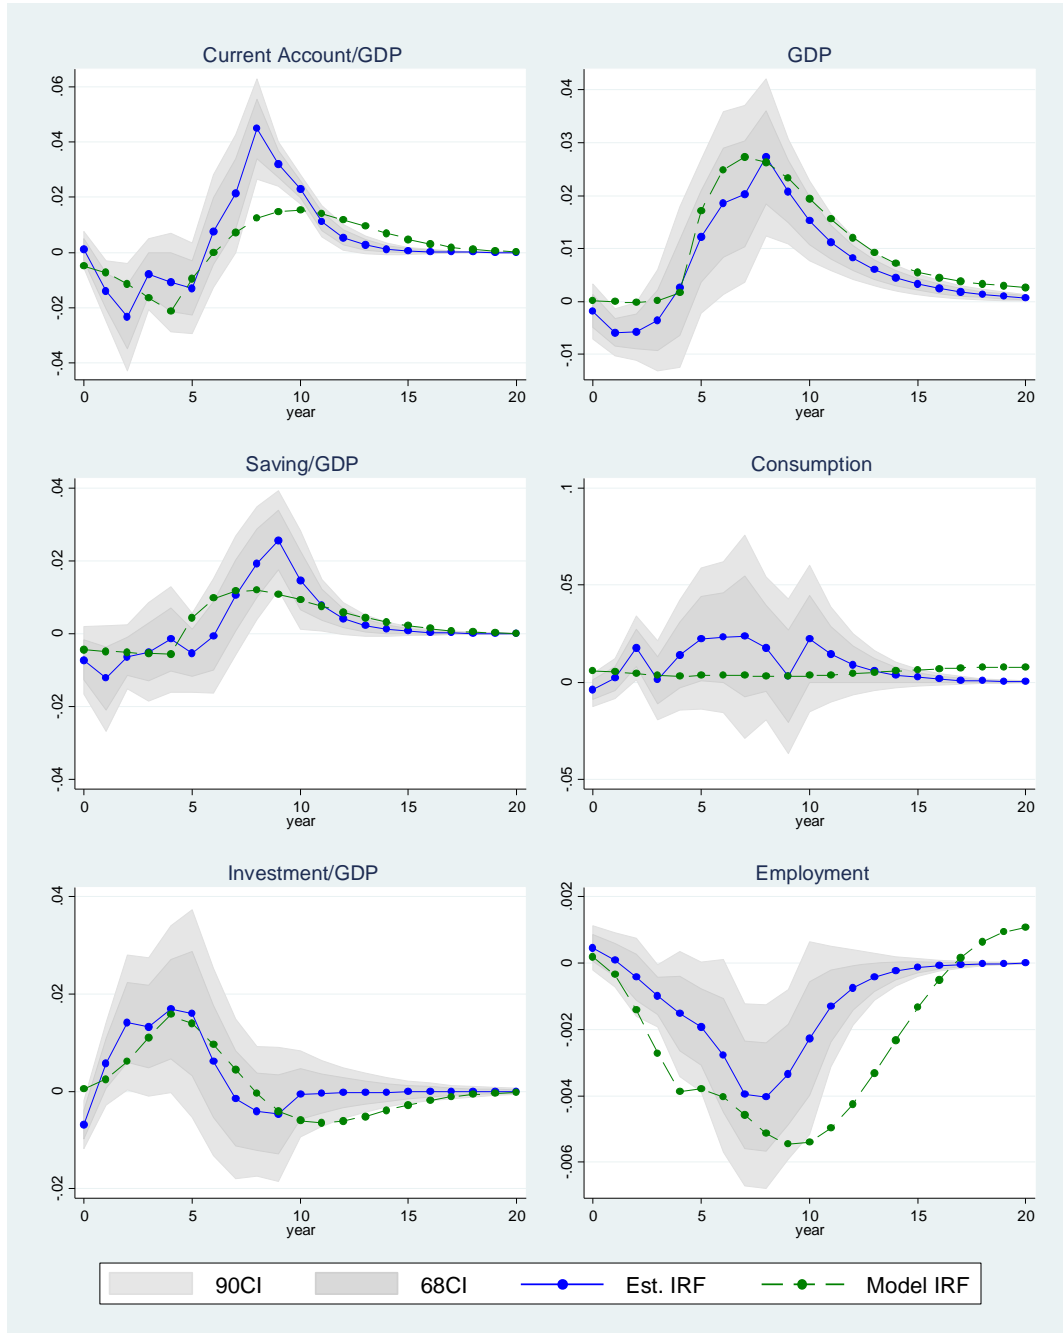 Current Account/GDP
.06
.04
.02
0
-.02
-.04
0 5 10 15 20
year
GDP
.04
.03
.02
.01
0
-.01
0 5 10 15 20
year
Saving/GDP
.04
.02
0
-.02
-.04
0 5 10 15 20
year
Consumption
.1
.05
0
-.05
0 5 10 15 20
year
Investment/GDP
.04
.02
0
-.02
0 5 10 15 20
year
Employment
.002
0
-.002
-.004
-.006
0 5 10 15 20
year
90CI 68CI Est. IRF Model IRF